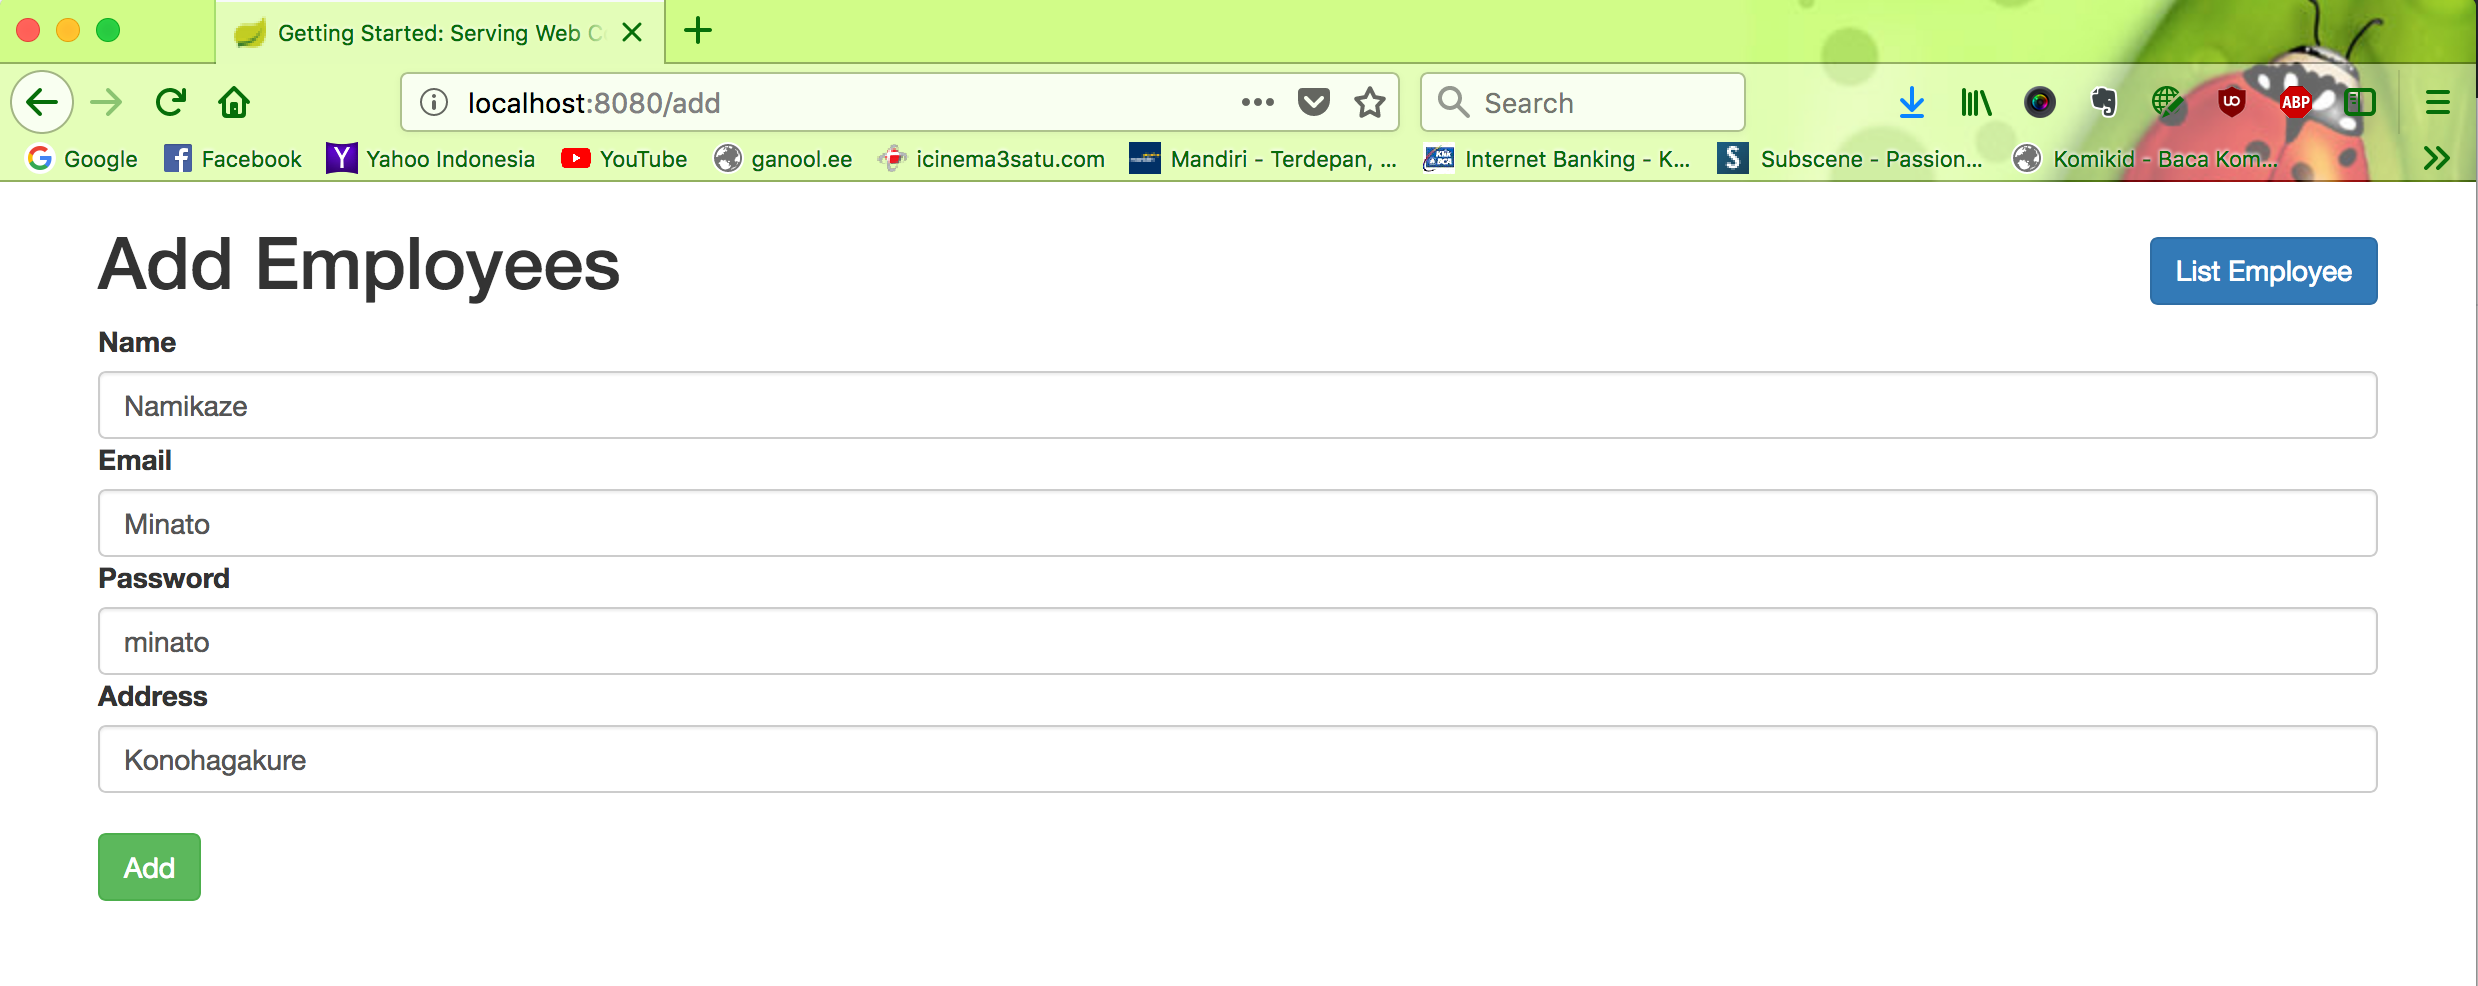 Getting Started: Serving Web C
localhost:8080/add
Search
Google Facebook Yahoo Indonesia YouTube ganool.ee icinema3satu.com Mandiri - Terdepan, ... Internet Banking - K... Subscene - Passion... Komikid - Baca Kom...
Add Employees
List Employee
Name
Namikaze
Email
Minato
Password
minato
Address
Konohagakure
Add